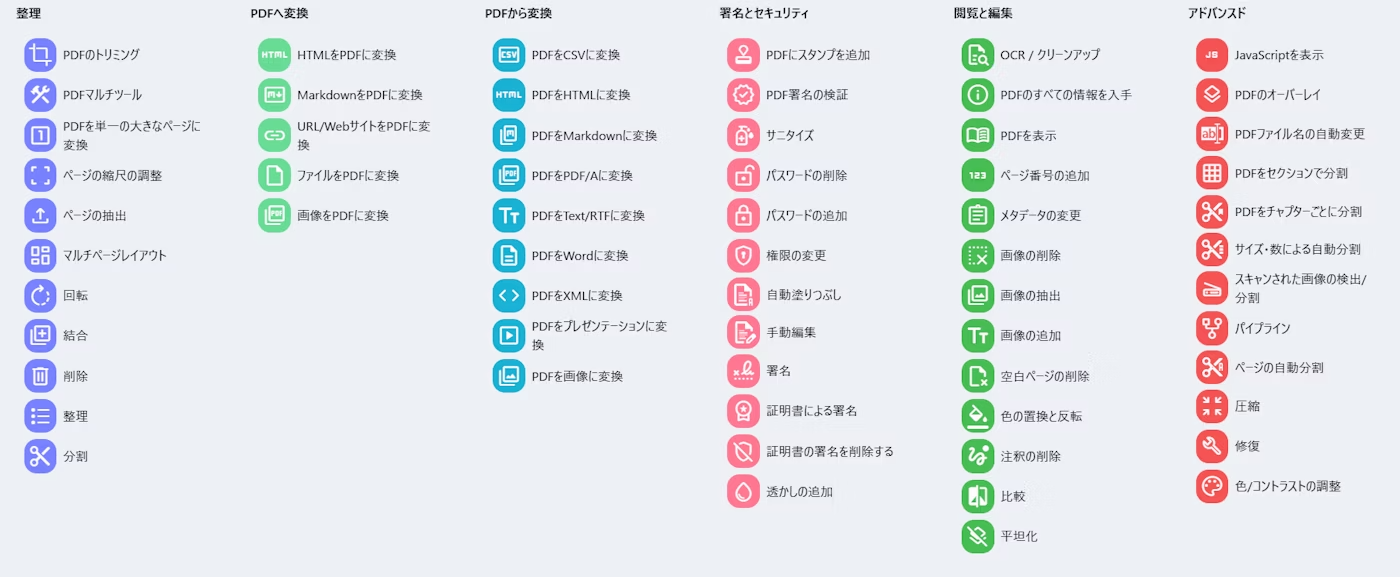 整理
PDFのトリミング
PDFマルチツール
PDFを単一の大きなページに
変換
ページの縮尺の調整
ページの抽出
マルチページレイアウト
回転
結合
削除
整理
分割
PDFへ変換
HTML
HTMLをPDFに変換
MarkdownをPDFに変換
URL/WebサイトをPDFに変
換
ファイルをPDFに変換
PDF
画像をPDFに変換
PDFから変換
CSV
PDFをCSVに変換
HTML
PDFをHTMLに変換
PDFをMarkdownに変換
PDF
PDFをPDF/Aに変換
PDFをText/RTFに変換
PDFをWordに変換
PDFをXMLに変換
PDFをプレゼンテーションに変
換
PDFを画像に変換
署名とセキュリティ
PDFにスタンプを追加
PDF署名の検証
サニタイズ
パスワードの削除
パスワードの追加
権限の変更
自動塗りつぶし
手動編集
署名
証明書による署名
証明書の署名を削除する
透かしの追加
閲覧と編集
OCR / クリーンアップ
PDFのすべての情報を入手
PDFを表示
123
ページ番号の追加
メタデータの変更
画像の削除
画像の抽出
Tт
画像の追加
空白ページの削除
色の置換と反転
注釈の削除
比較
平坦化
アドバンスド
JS
JavaScriptを表示
PDFのオーバーレイ
ab
PDFファイル名の自動変更
PDFをセクションで分割
PDFをチャプターごとに分割
サイズ・数による自動分割
スキャンされた画像の検出/
分割
パイプライン
ページの自動分割
圧縮
修復
色/コントラストの調整